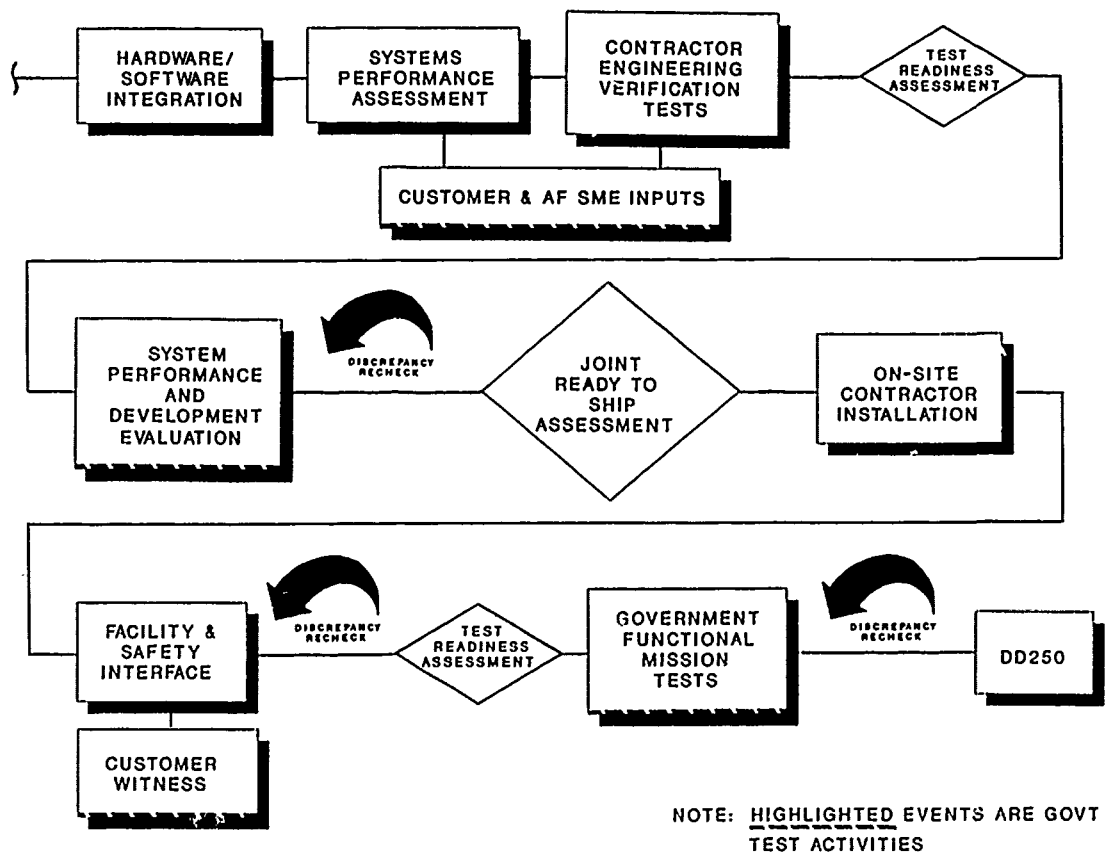 HARDWARE/
SOFTWARE
INTEGRATION
SYSTEMS
PERFORMANCE
ASSESSMENT
CONTRACTOR
ENGINEERING
VERIFICATION
TESTS
TEST
READINESS
ASSESSMENT
CUSTOMER & AF SME INPUTS
SYSTEM
PERFORMANCE
AND
DEVELOPMENT
EVALUATION
DISCREPANCY
RECHECK
JOINT
READY TO
SHIP
ASSESSMENT
ON-SITE
CONTRACTOR
INSTALLATION
FACILITY &
SAFETY
INTERFACE
DISCREPANCY
RECHECK
TEST
READINESS
ASSESSMENT
GOVERNMENT
FUNCTIONAL
MISSION
TESTS
DISCREPANCY
RECHECK
DD250
CUSTOMER
WITNESS
NOTE: HIGHLIGHTED EVENTS ARE GOVT
TEST ACTIVITIES